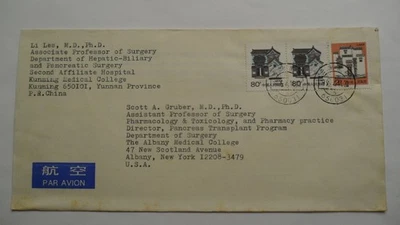 Li Lee, M.D.,Ph.D.
Associate Professor of Surgery
Department of Hepatic-Biliary
and Pancreatic Surgery
Second Affiliate Hospital
Kunming Medical College
Kunming 650101, Yunnan Province
P.R.China
80
80
Scott A. Gruber, M.D.,Ph.D.
Assistant Professor of Surgery
Pharmacology & Toxicology, and Pharmacy practice
Director, Pancreas Transplant Program
Department of Surgery
The Albany Medical College
47 New Scotland Avenue
Albany, New York 12208-3479
U.S.A.
航空
PAR AVION